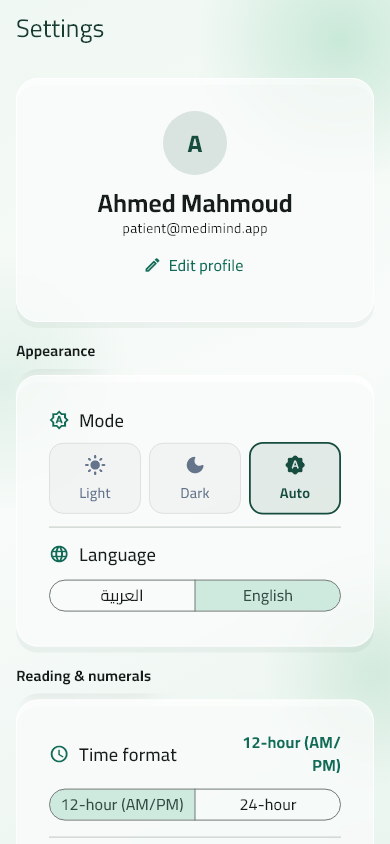 Settings
A
Ahmed Mahmoud
patient@medimind.app
Edit profile
Appearance
Mode
Light
Dark
Auto
Language
العربية
English
Reading & numerals
Time format
12-hour (AM/
PM)
12-hour (AM/PM)
24-hour